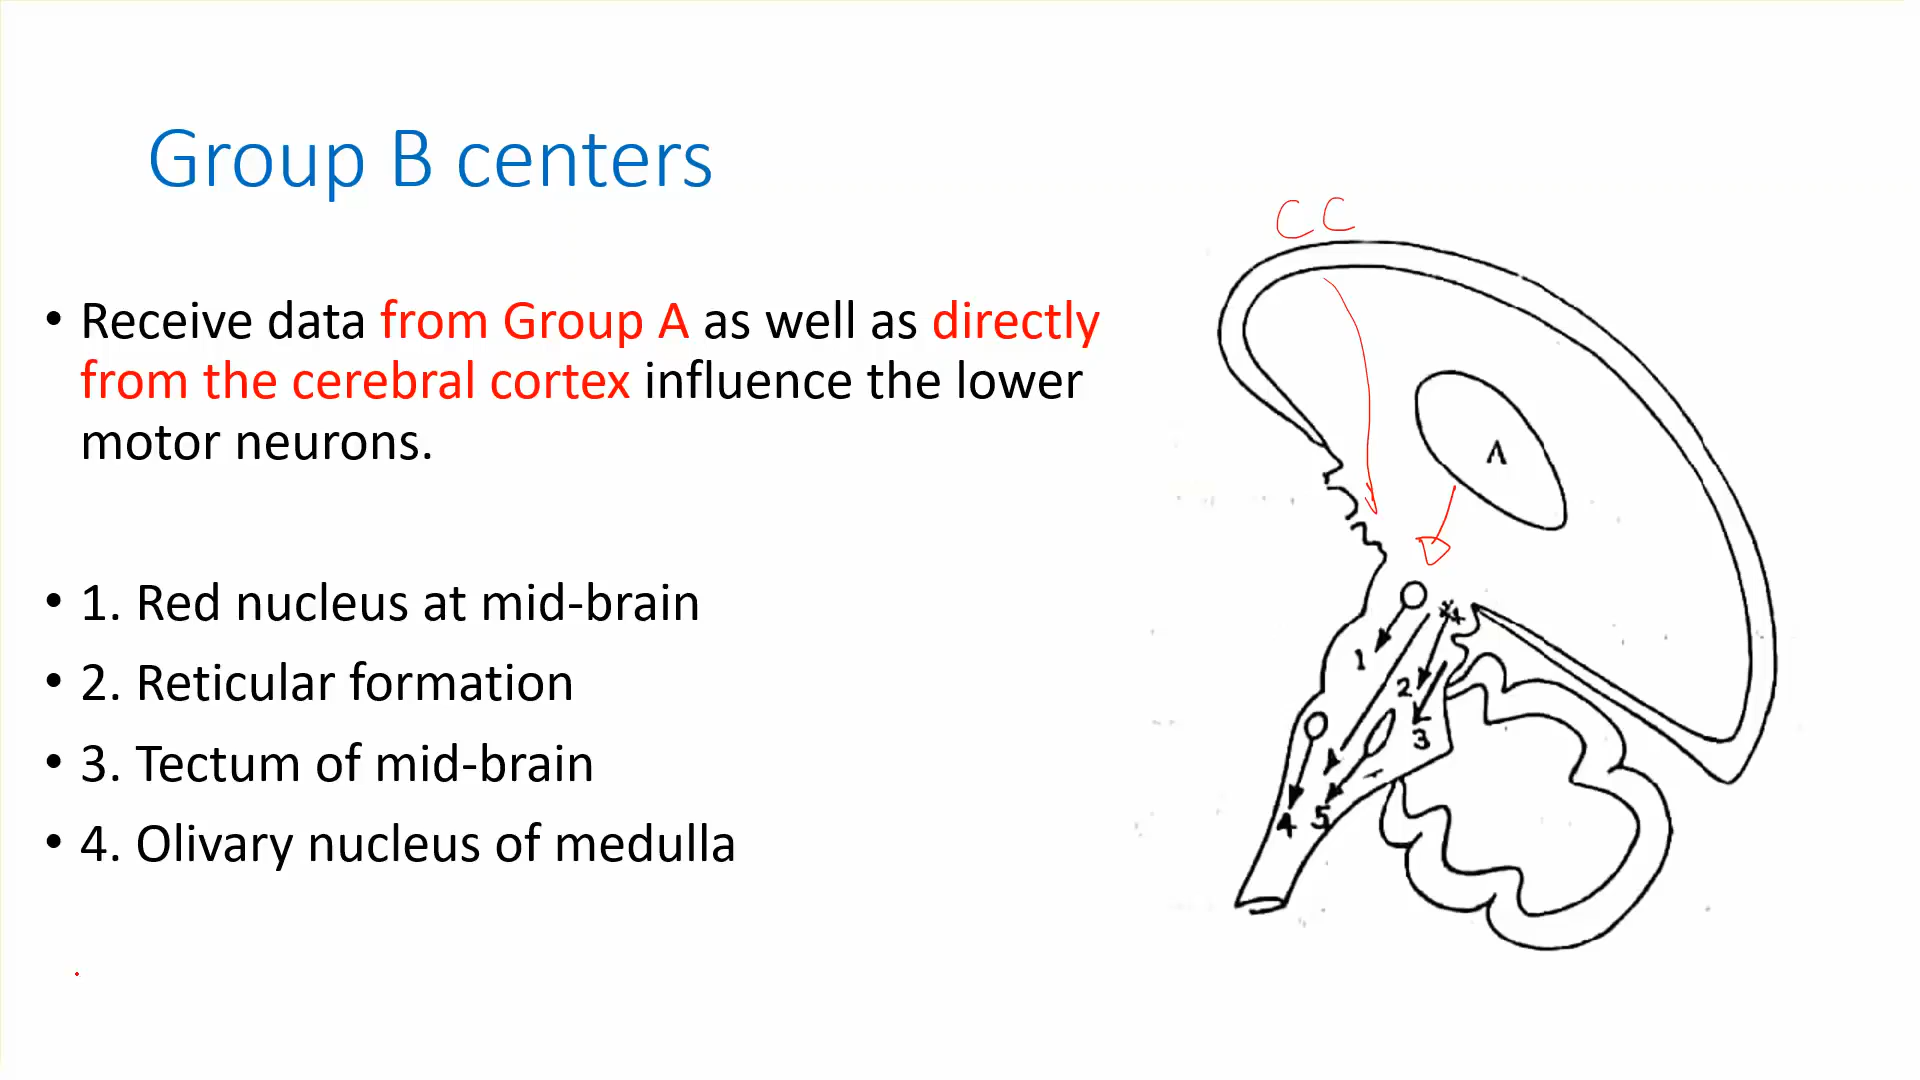 Group B centers
• Receive data from Group A as well as directly
from the cerebral cortex influence the lower
motor neurons.
• 1. Red nucleus at mid-brain
• 2. Reticular formation
• 3. Tectum of mid-brain
• 4. Olivary nucleus of medulla
CC
A
1
2
3
4 5